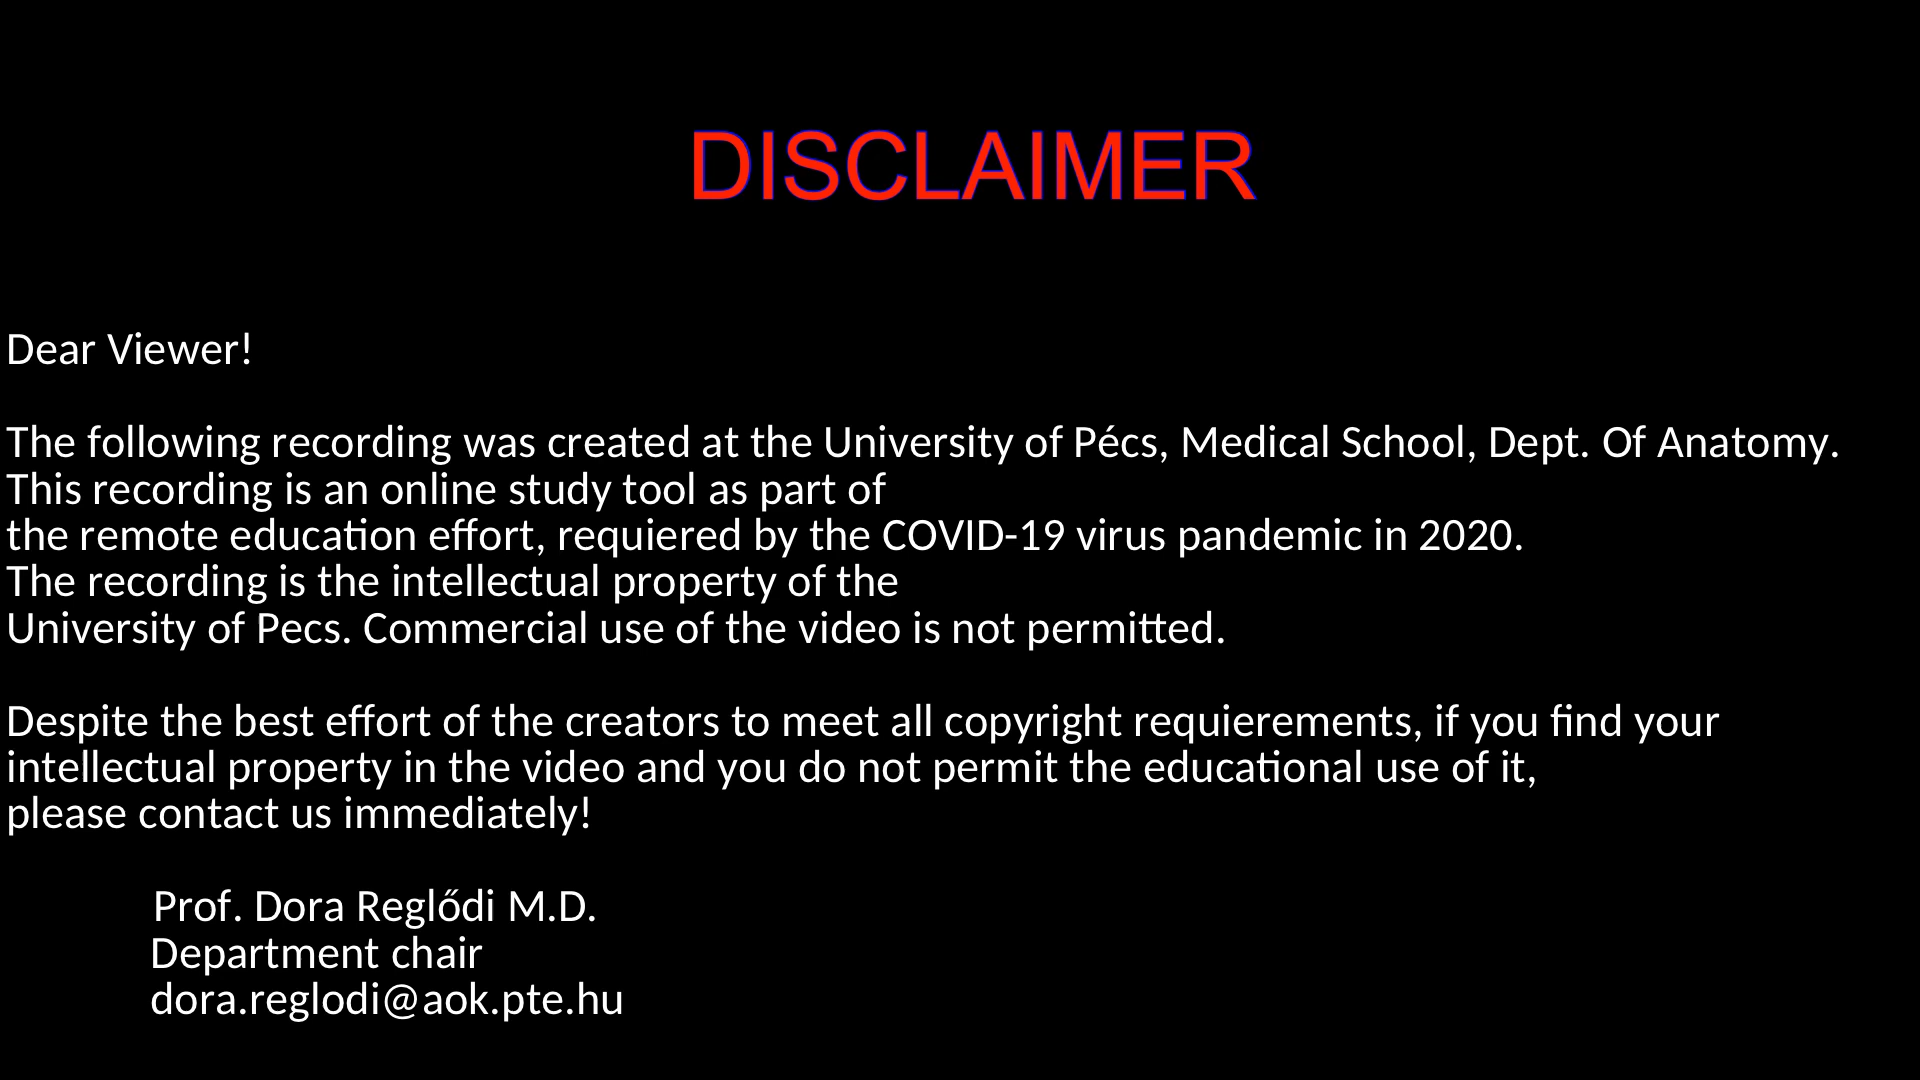 DISCLAIMER
Dear Viewer!
The following recording was created at the University of Pécs, Medical School, Dept. Of Anatomy.
This recording is an online study tool as part of
the remote education effort, requiered by the COVID-19 virus pandemic in 2020.
The recording is the intellectual property of the
University of Pecs. Commercial use of the video is not permitted.
Despite the best effort of the creators to meet all copyright requierements, if you find your
intellectual property in the video and you do not permit the educational use of it,
please contact us immediately!
Prof. Dora Reglődi M.D.
Department chair
dora.reglodi@aok.pte.hu